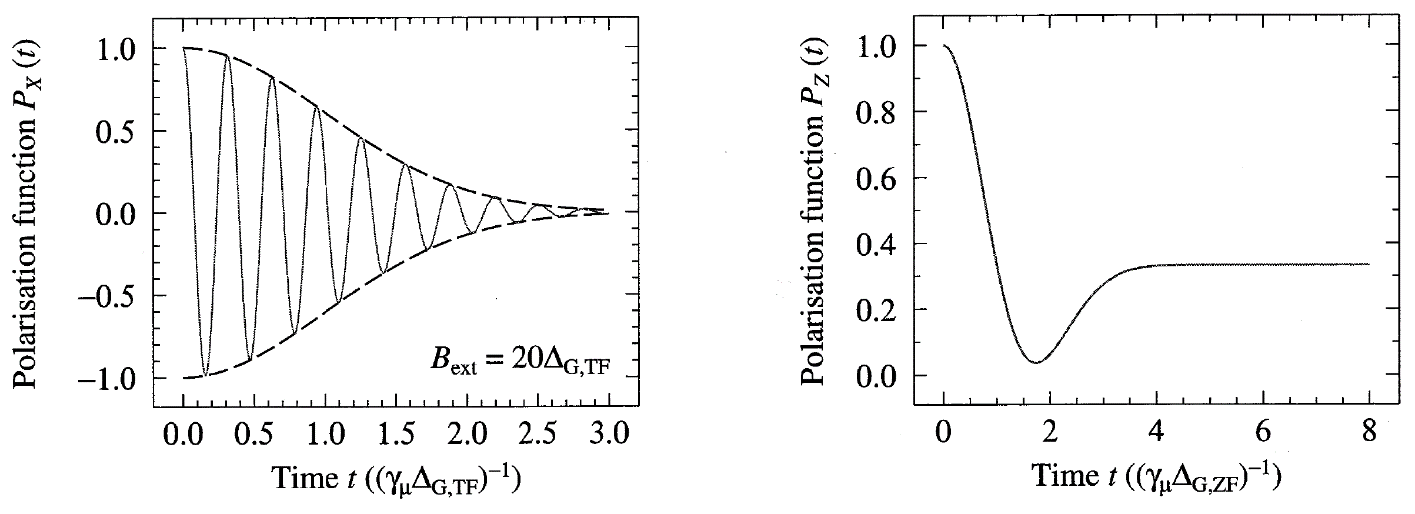 Polarisation function P_X (t)
1.0
0.5
0.0
−0.5
−1.0
B_ext = 20Δ_G,TF
0.0 0.5 1.0 1.5 2.0 2.5 3.0
Time t ((γ_μΔ_G,TF)^−1)
Polarisation function P_Z (t)
1.0
0.8
0.6
0.4
0.2
0.0
0 2 4 6 8
Time t ((γ_μΔ_G,ZF)^−1)